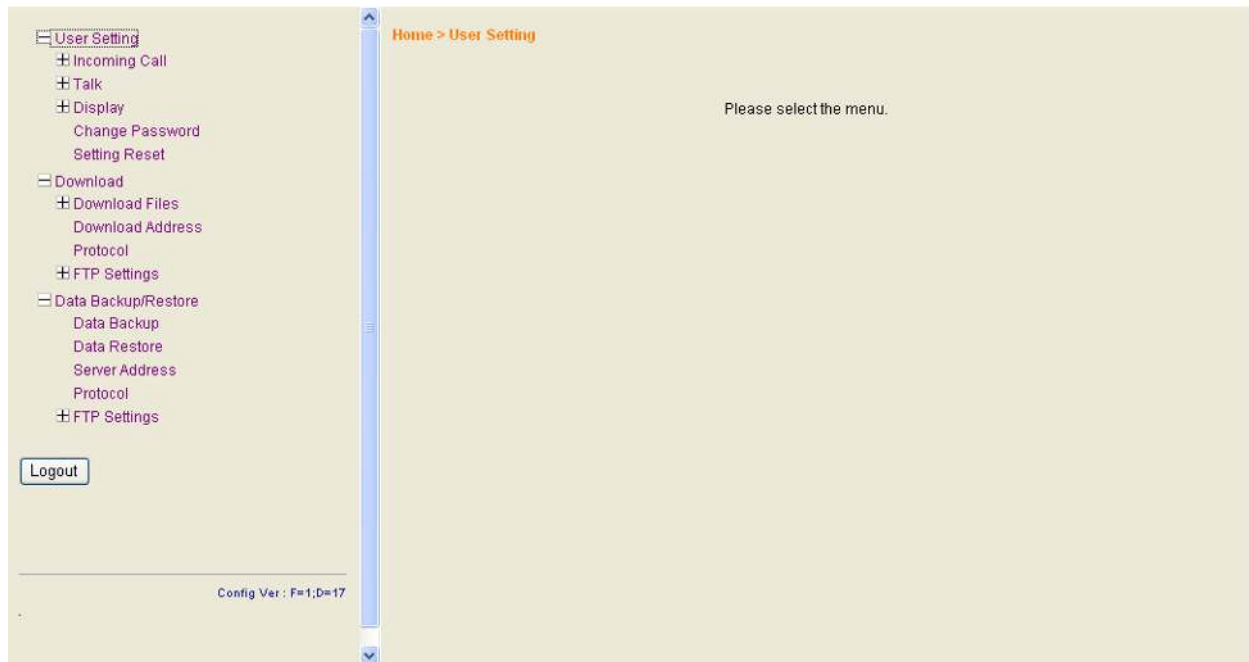 User Setting
Incoming Call
Talk
Display
Change Password
Setting Reset
Download
Download Files
Download Address
Protocol
FTP Settings
Data Backup/Restore
Data Backup
Data Restore
Server Address
Protocol
FTP Settings
Logout
Config Ver : F=1;D=17
.
Home > User Setting
Please select the menu.